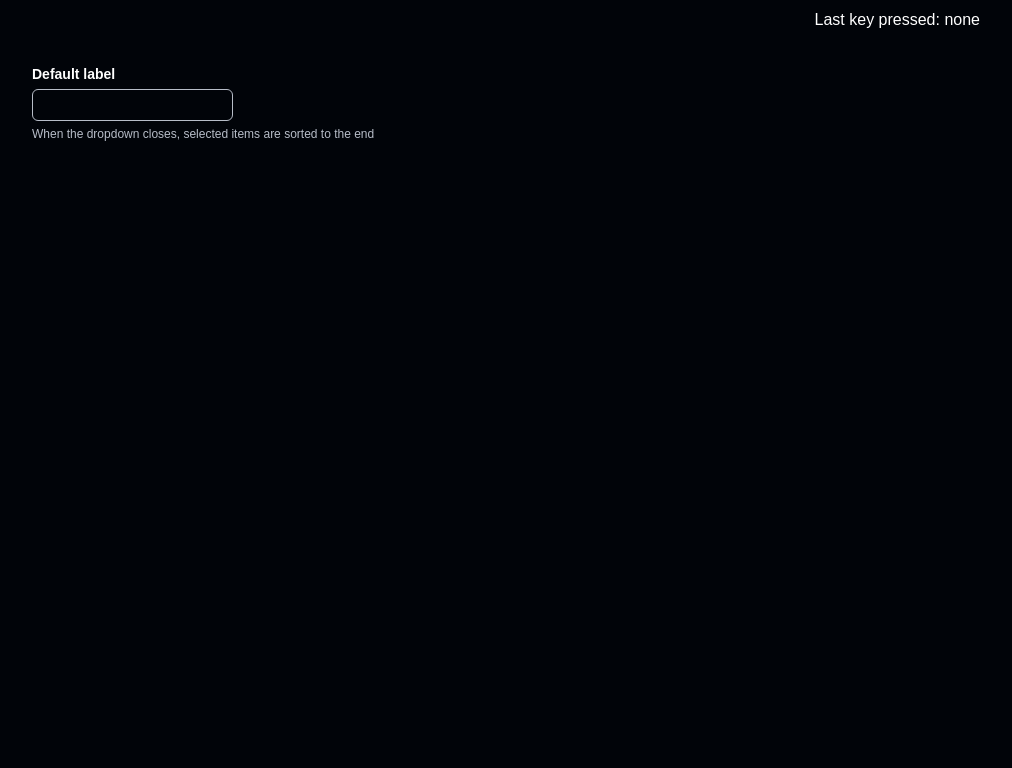 Last key pressed: none
Default label
When the dropdown closes, selected items are sorted to the end